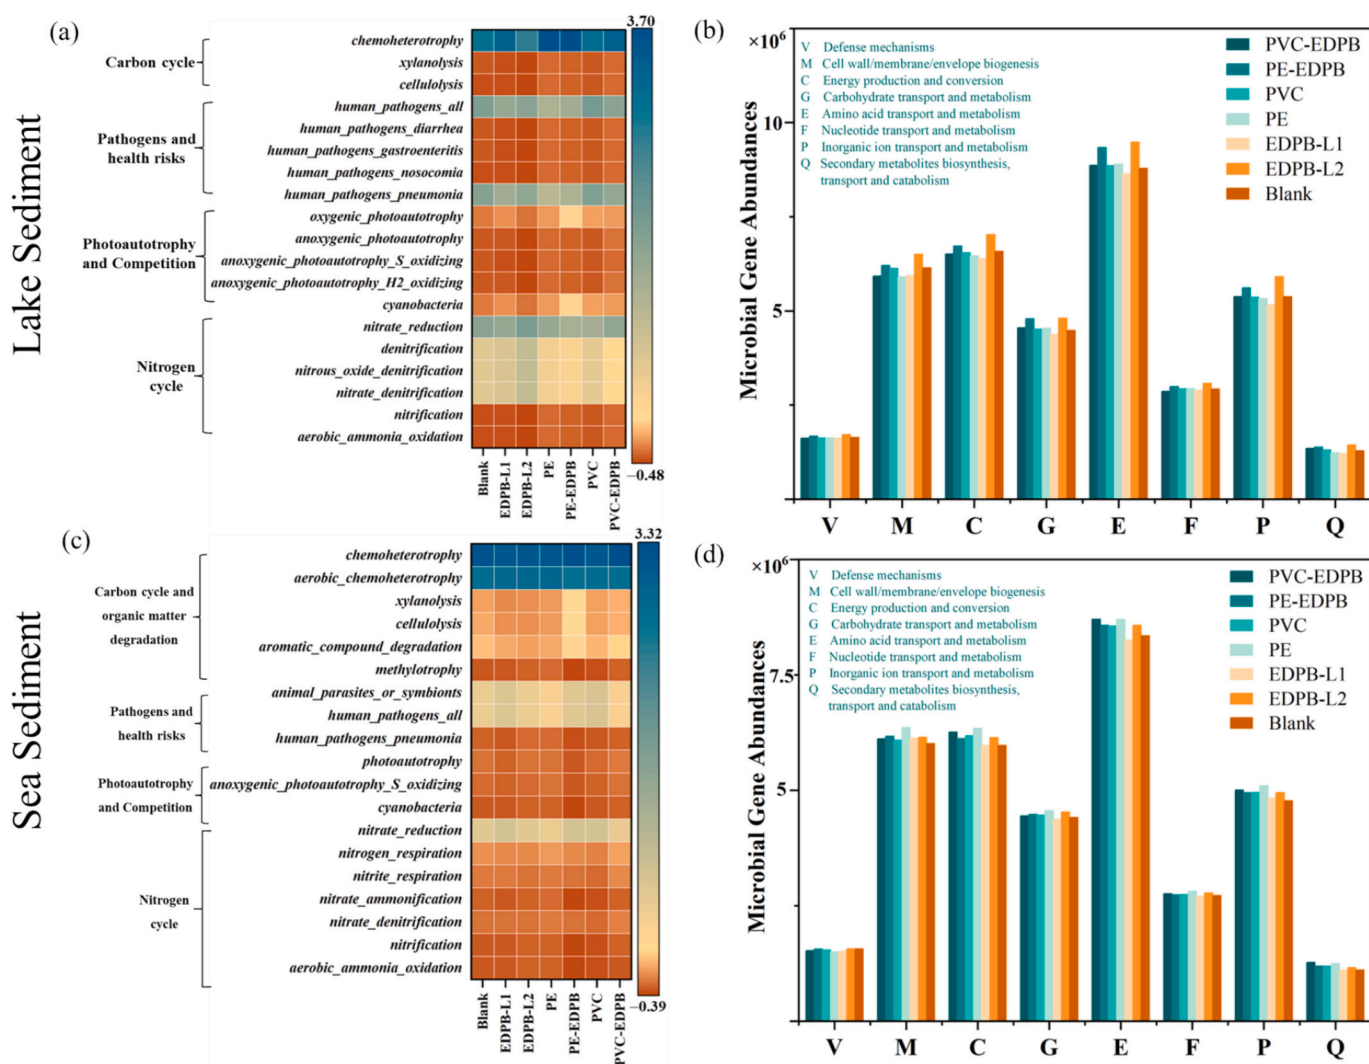 Lake Sediment
(a)
Carbon cycle
Pathogens and
health risks
Photoautotrophy
and Competition
Nitrogen
cycle
chemoheterotrophy
xylanolysis
cellulolysis
human_pathogens_all
human_pathogens_diarrhea
human_pathogens_gastroenteritis
human_pathogens_nosocomia
human_pathogens_pneumonia
oxygenic_photoautotrophy
anoxygenic_photoautotrophy
anoxygenic_photoautotrophy_S_oxidizing
anoxygenic_photoautotrophy_H2_oxidizing
cyanobacteria
nitrate_reduction
denitrification
nitrous_oxide_denitrification
nitrate_denitrification
nitrification
aerobic_ammonia_oxidation
Blank
EDPB-L1
EDPB-L2
PE
PE-EDPB
PVC
PVC-EDPB
3.70
−0.48
(b)
×10⁶
Microbial Gene Abundances
10
5
V Defense mechanisms
M Cell wall/membrane/envelope biogenesis
C Energy production and conversion
G Carbohydrate transport and metabolism
E Amino acid transport and metabolism
F Nucleotide transport and metabolism
P Inorganic ion transport and metabolism
Q Secondary metabolites biosynthesis,
transport and catabolism
PVC-EDPB
PE-EDPB
PVC
PE
EDPB-L1
EDPB-L2
Blank
V M C G E F P Q
Sea Sediment
(c)
Carbon cycle and
organic matter
degradation
Pathogens and
health risks
Photoautotrophy
and Competition
Nitrogen
cycle
chemoheterotrophy
aerobic_chemoheterotrophy
xylanolysis
cellulolysis
aromatic_compound_degradation
methylotrophy
animal_parasites_or_symbionts
human_pathogens_all
human_pathogens_pneumonia
photoautotrophy
anoxygenic_photoautotrophy_S_oxidizing
cyanobacteria
nitrate_reduction
nitrogen_respiration
nitrite_respiration
nitrate_ammonification
nitrate_denitrification
nitrification
aerobic_ammonia_oxidation
Blank
EDPB-L1
EDPB-L2
PE
PE-EDPB
PVC
PVC-EDPB
3.32
−0.39
(d)
×10⁶
Microbial Gene Abundances
7.5
5
V Defense mechanisms
M Cell wall/membrane/envelope biogenesis
C Energy production and conversion
G Carbohydrate transport and metabolism
E Amino acid transport and metabolism
F Nucleotide transport and metabolism
P Inorganic ion transport and metabolism
Q Secondary metabolites biosynthesis,
transport and catabolism
PVC-EDPB
PE-EDPB
PVC
PE
EDPB-L1
EDPB-L2
Blank
V M C G E F P Q